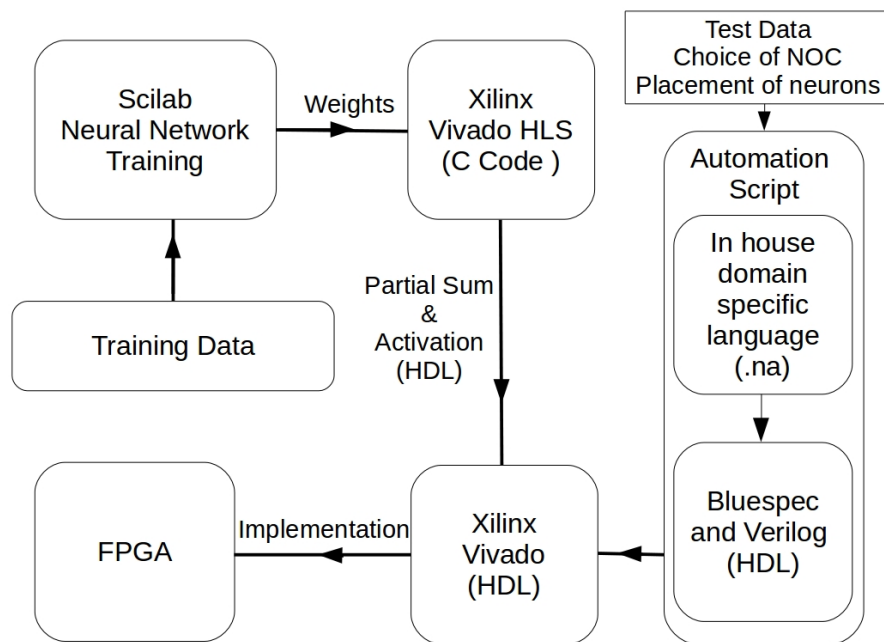 Scilab
Neural Network
Training
Weights
Xilinx
Vivado HLS
(C Code )
Test Data
Choice of NOC
Placement of neurons
Automation
Script
In house
domain
specific
language
(.na)
Partial Sum
&
Activation
(HDL)
Training Data
FPGA
Implementation
Xilinx
Vivado
(HDL)
Bluespec
and Verilog
(HDL)